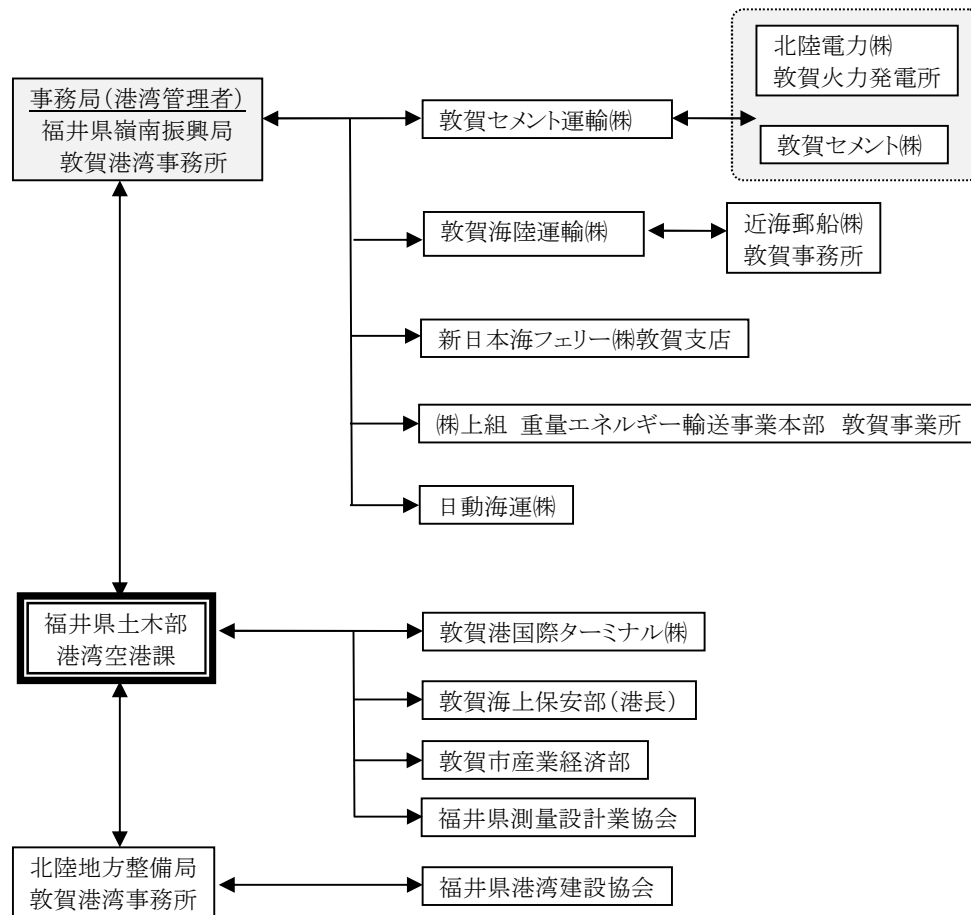 北陸電力㈱
敦賀火力発電所
事務局(港湾管理者)
福井県嶺南振興局
敦賀港湾事務所
敦賀セメント運輸㈱
敦賀セメント㈱
敦賀海陸運輸㈱
近海郵船㈱
敦賀事務所
新日本海フェリー㈱敦賀支店
㈱上組 重量エネルギー輸送事業本部 敦賀事業所
日動海運㈱
福井県土木部
港湾空港課
敦賀港国際ターミナル㈱
敦賀海上保安部(港長)
敦賀市産業経済部
福井県測量設計業協会
北陸地方整備局
敦賀港湾事務所
福井県港湾建設協会